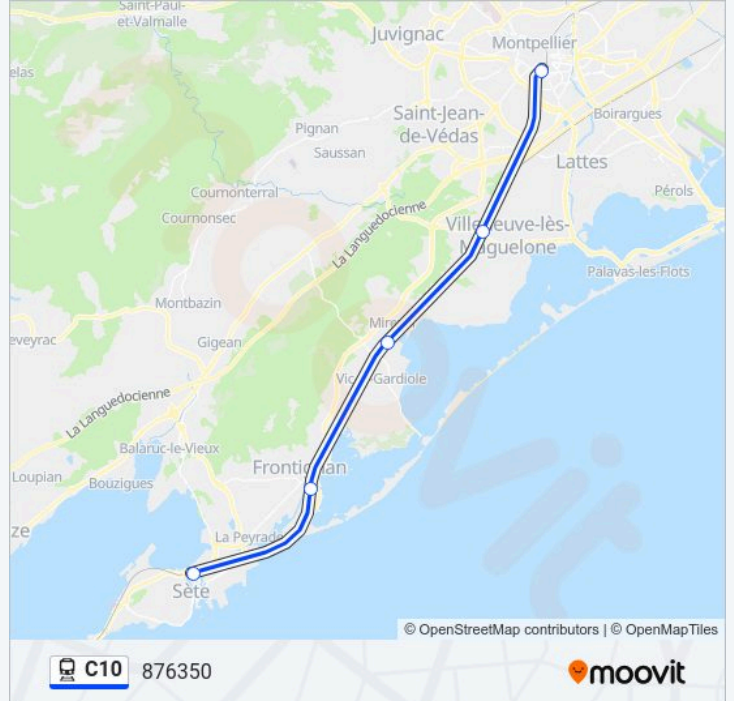 Saint-Paul-
et-Valmalle
Juvignac
Montpellier
elas
Saint-Jean-
de-Védas
Boirargues
Pignan
Saussan
Lattes
Cournonterral
Pérols
Cournonsec
La Languedocienne
Villeneuve-lès-
Maguelone
Palavas-les-Flots
Montbazin
Mireval
eveyrac
Gigean
Vic-la-Gardiole
La Languedocienne
Balaruc-le-Vieux
Loupian
Bouzigues
Frontignan
ze
La Peyrade
Sète
© OpenStreetMap contributors | © OpenMapTiles
C10 876350
moovit